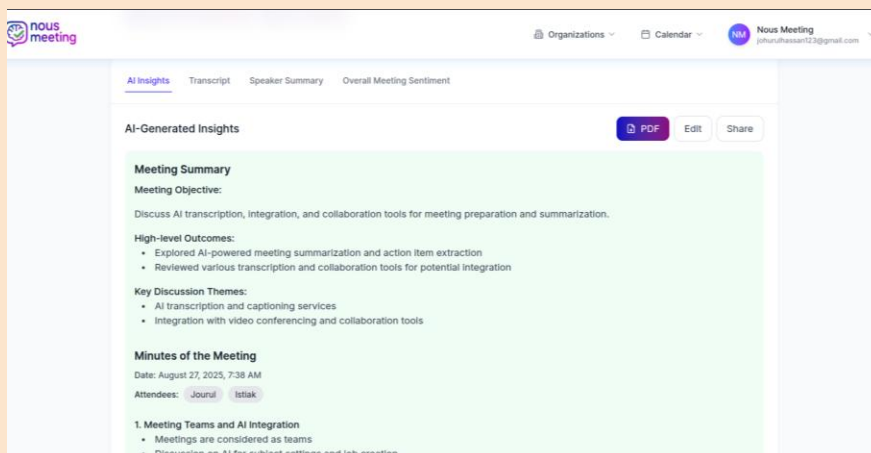 nous
meeting
Organizations
Calendar
NM
Nous Meeting
johurulhassan123@gmail.com
AI Insights
Transcript
Speaker Summary
Overall Meeting Sentiment
AI-Generated Insights
PDF
Edit
Share
Meeting Summary
Meeting Objective:
Discuss AI transcription, integration, and collaboration tools for meeting preparation and summarization.
High-level Outcomes:
• Explored AI-powered meeting summarization and action item extraction
• Reviewed various transcription and collaboration tools for potential integration
Key Discussion Themes:
• AI transcription and captioning services
• Integration with video conferencing and collaboration tools
Minutes of the Meeting
Date: August 27, 2025, 7:38 AM
Attendees: Jourul Istiak
1. Meeting Teams and AI Integration
• Meetings are considered as teams